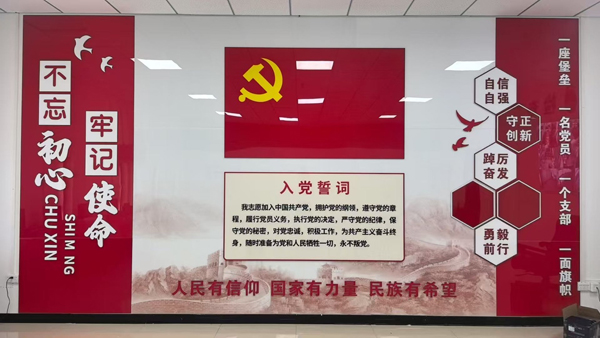 不忘
初心
CHU XIN
牢记
使命
SHIMING
入党誓词
我志愿加入中国共产党，拥护党的纲领，遵守党的章
程，履行党员义务，执行党的决定，严守党的纪律，保
守党的秘密，对党忠诚，积极工作，为共产主义奋斗终
身，随时准备为党和人民牺牲一切，永不叛党。
人民有信仰 国家有力量 民族有希望
自信
自强
守正
创新
踔厉
奋发
勇毅
前行
一座堡垒 一名党员 一个支部 一面旗帜